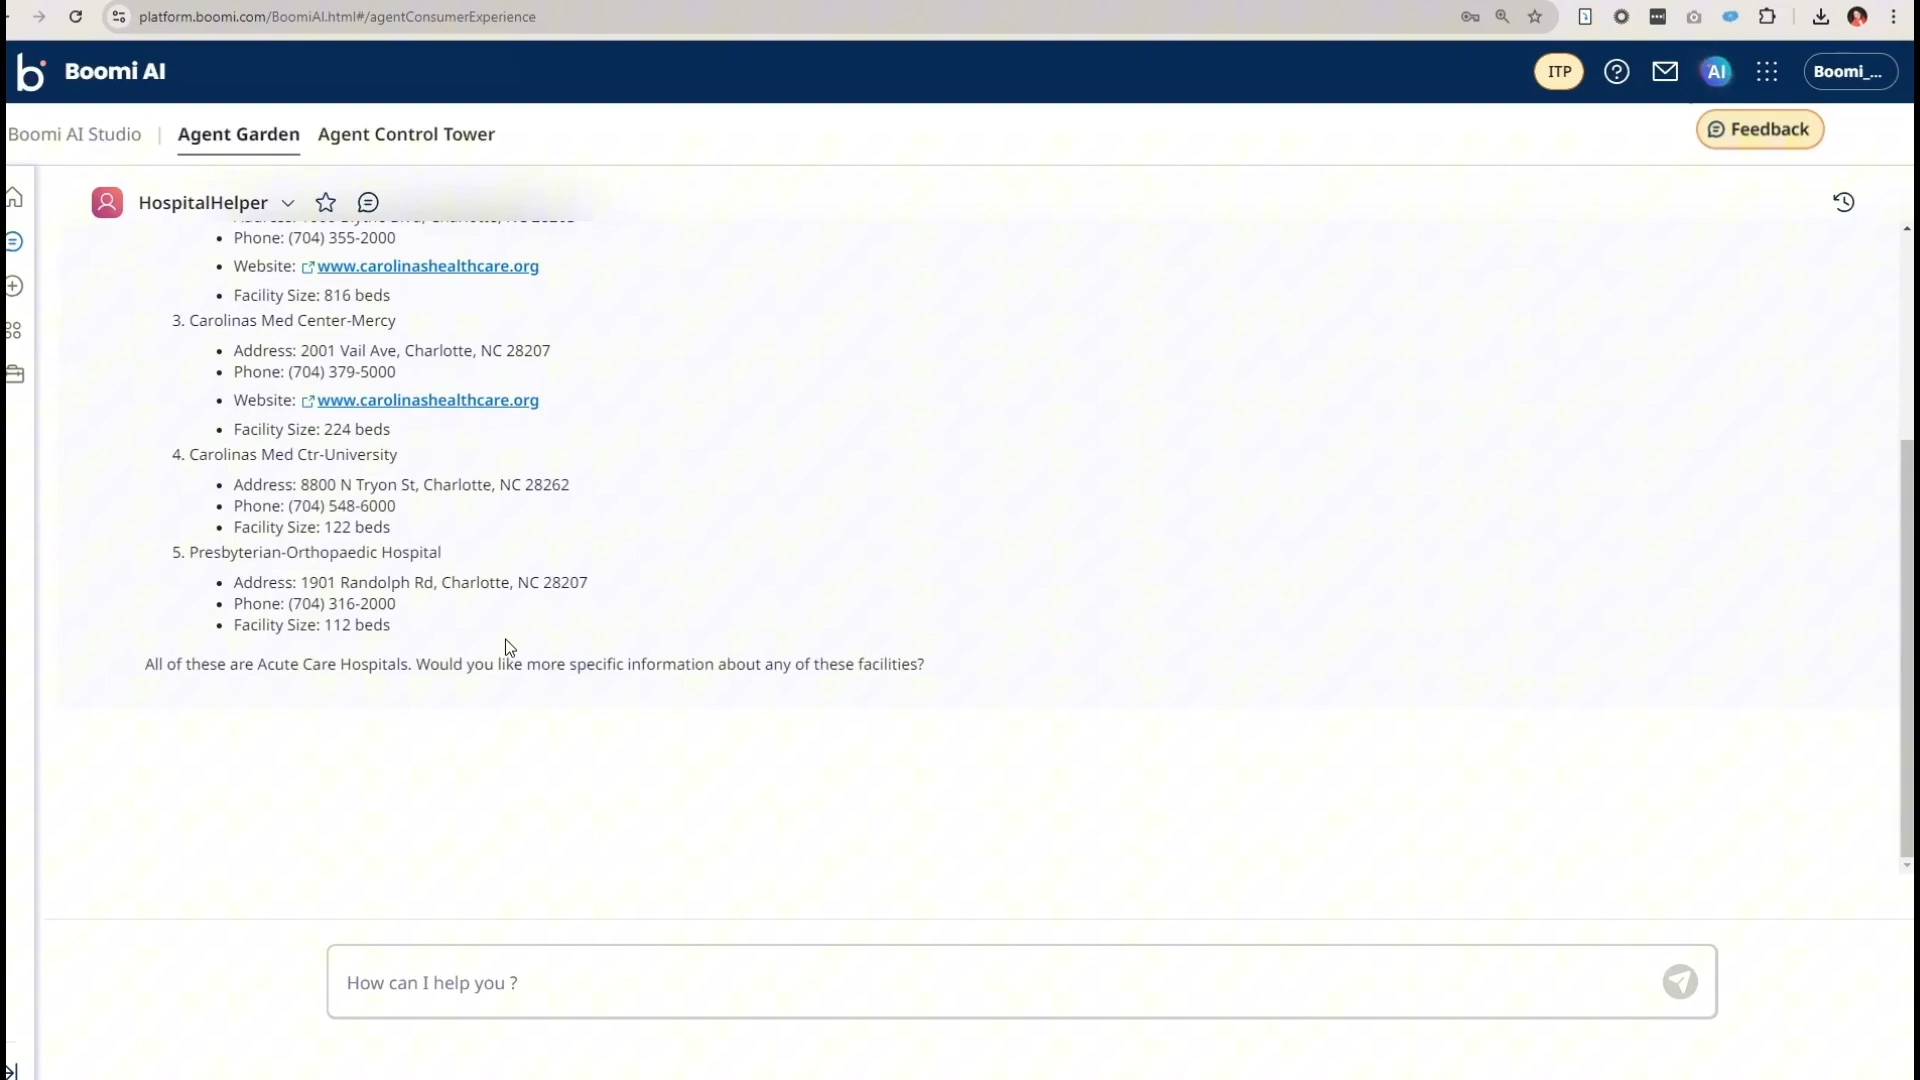 platform.boomi.com/BoomiAI.html#/agentConsumerExperience
Boomi AI
ITP
AI
Boomi_...
Boomi AI Studio | Agent Garden Agent Control Tower
Feedback
HospitalHelper
• Phone: (704) 355-2000
• Website: www.carolinashealthcare.org
• Facility Size: 816 beds
3. Carolinas Med Center-Mercy
• Address: 2001 Vail Ave, Charlotte, NC 28207
• Phone: (704) 379-5000
• Website: www.carolinashealthcare.org
• Facility Size: 224 beds
4. Carolinas Med Ctr-University
• Address: 8800 N Tryon St, Charlotte, NC 28262
• Phone: (704) 548-6000
• Facility Size: 122 beds
5. Presbyterian-Orthopaedic Hospital
• Address: 1901 Randolph Rd, Charlotte, NC 28207
• Phone: (704) 316-2000
• Facility Size: 112 beds
All of these are Acute Care Hospitals. Would you like more specific information about any of these facilities?
How can I help you ?